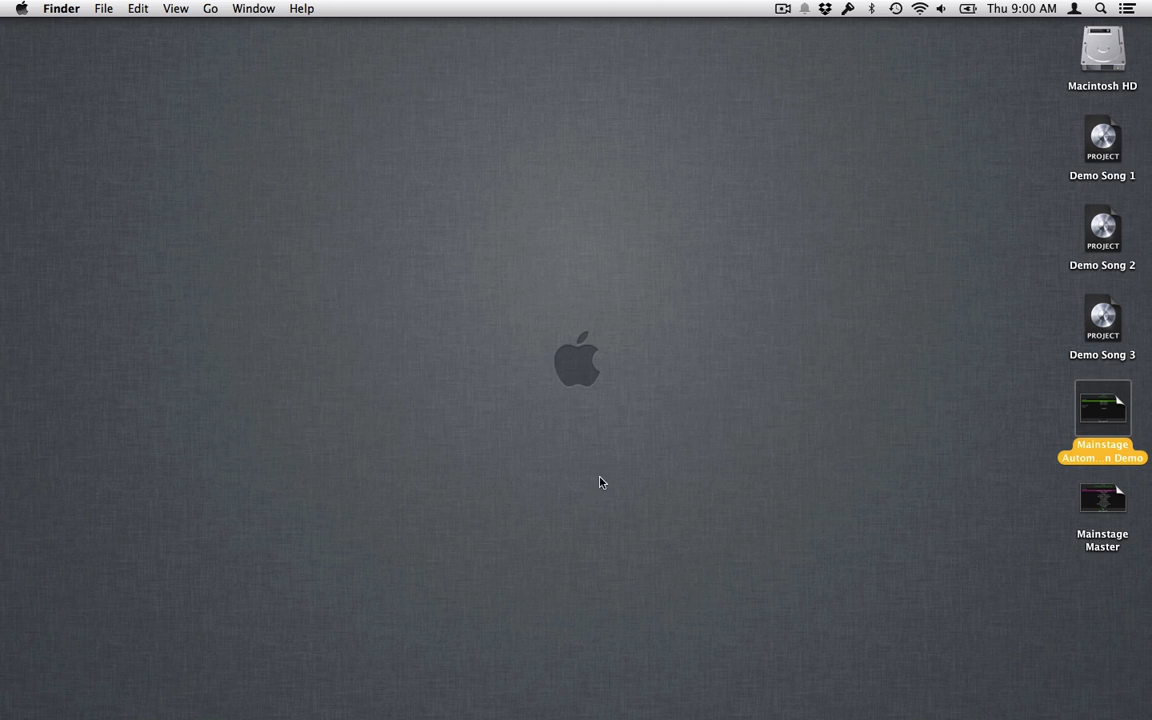 Finder File Edit View Go Window Help Thu 9:00 AM
Macintosh HD
PROJECT
Demo Song 1
PROJECT
Demo Song 2
PROJECT
Demo Song 3
Mainstage
Autom...n Demo
Mainstage
Master